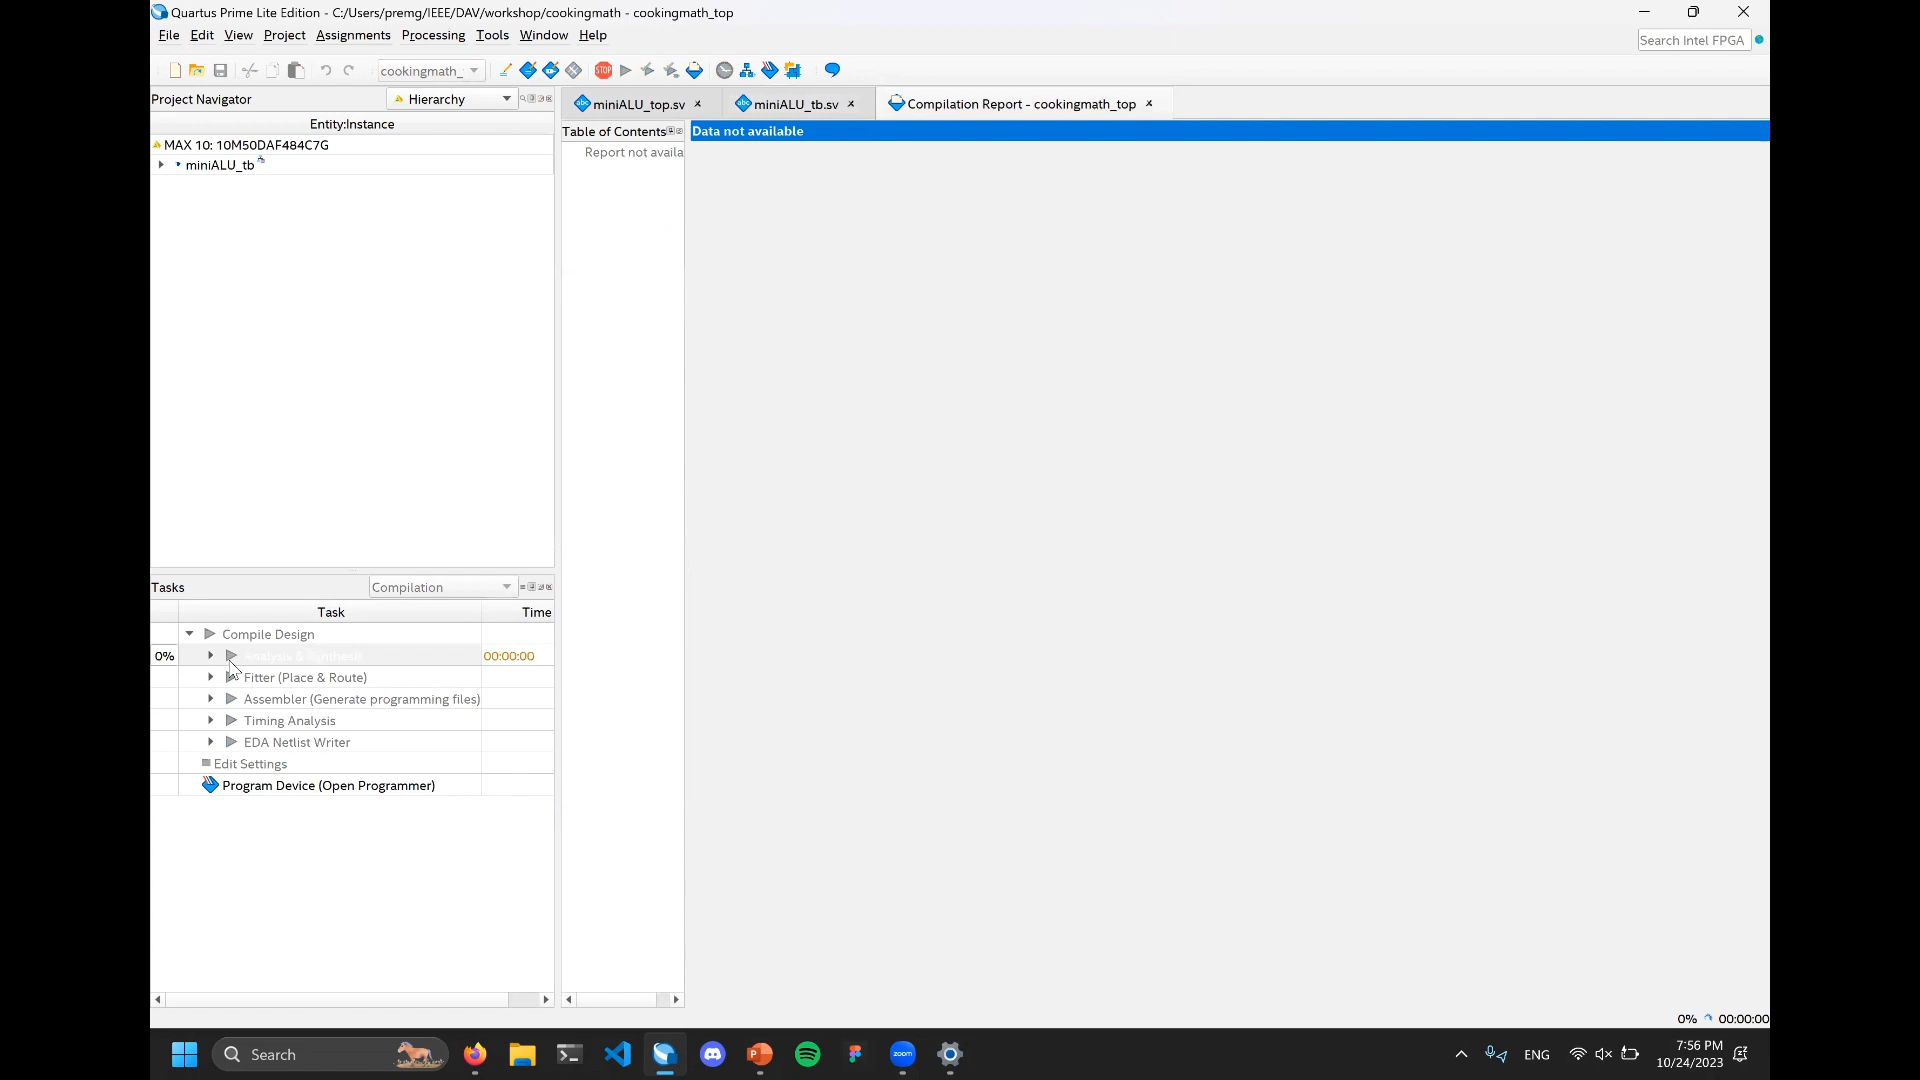 Quartus Prime Lite Edition - C:/Users/premg/IEEE/DAV/workshop/cookingmath - cookingmath_top
File Edit View Project Assignments Processing Tools Window Help
Search Intel FPGA
cookingmath_
STOP
Project Navigator
Hierarchy
miniALU_top.sv
miniALU_tb.sv
Compilation Report - cookingmath_top
Entity:Instance
MAX 10: 10M50DAF484C7G
miniALU_tb
Table of Contents
Report not availa
Data not available
Tasks
Compilation
Task Time
Compile Design
0% Analysis & Synthesis 00:00:00
Fitter (Place & Route)
Assembler (Generate programming files)
Timing Analysis
EDA Netlist Writer
Edit Settings
Program Device (Open Programmer)
0% 00:00:00
Search
zoom
ENG
7:56 PM
10/24/2023